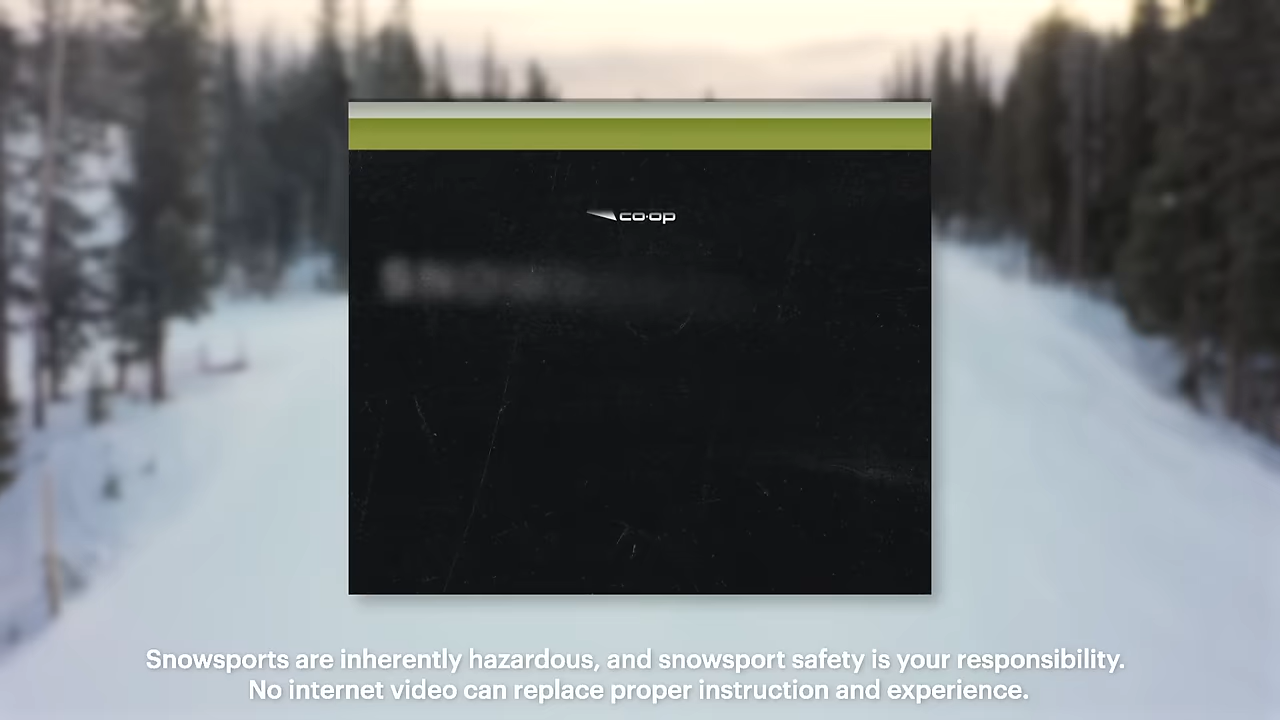 co·op
Snowsports are inherently hazardous, and snowsport safety is your responsibility.
No internet video can replace proper instruction and experience.